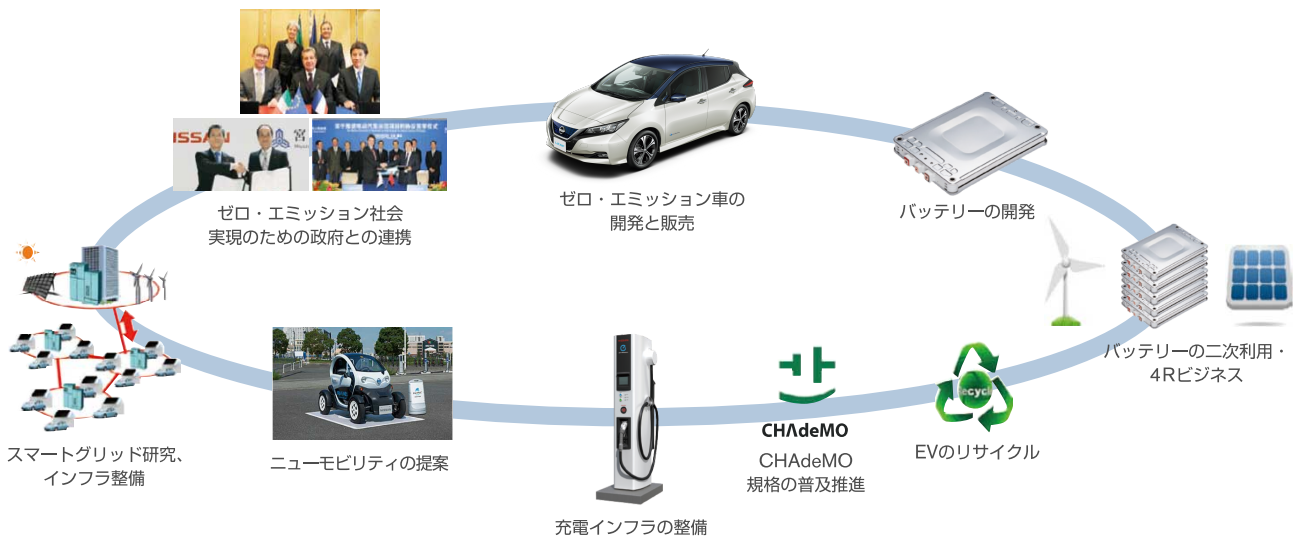 NISSAN
宮
ゼロ・エミッション社会
実現のための政府との連携
ゼロ・エミッション車の
開発と販売
バッテリーの開発
バッテリーの二次利用・
4Rビジネス
Recycle
EVのリサイクル
CHAdeMO
CHAdeMO
規格の普及推進
充電インフラの整備
ニューモビリティの提案
スマートグリッド研究、
インフラ整備